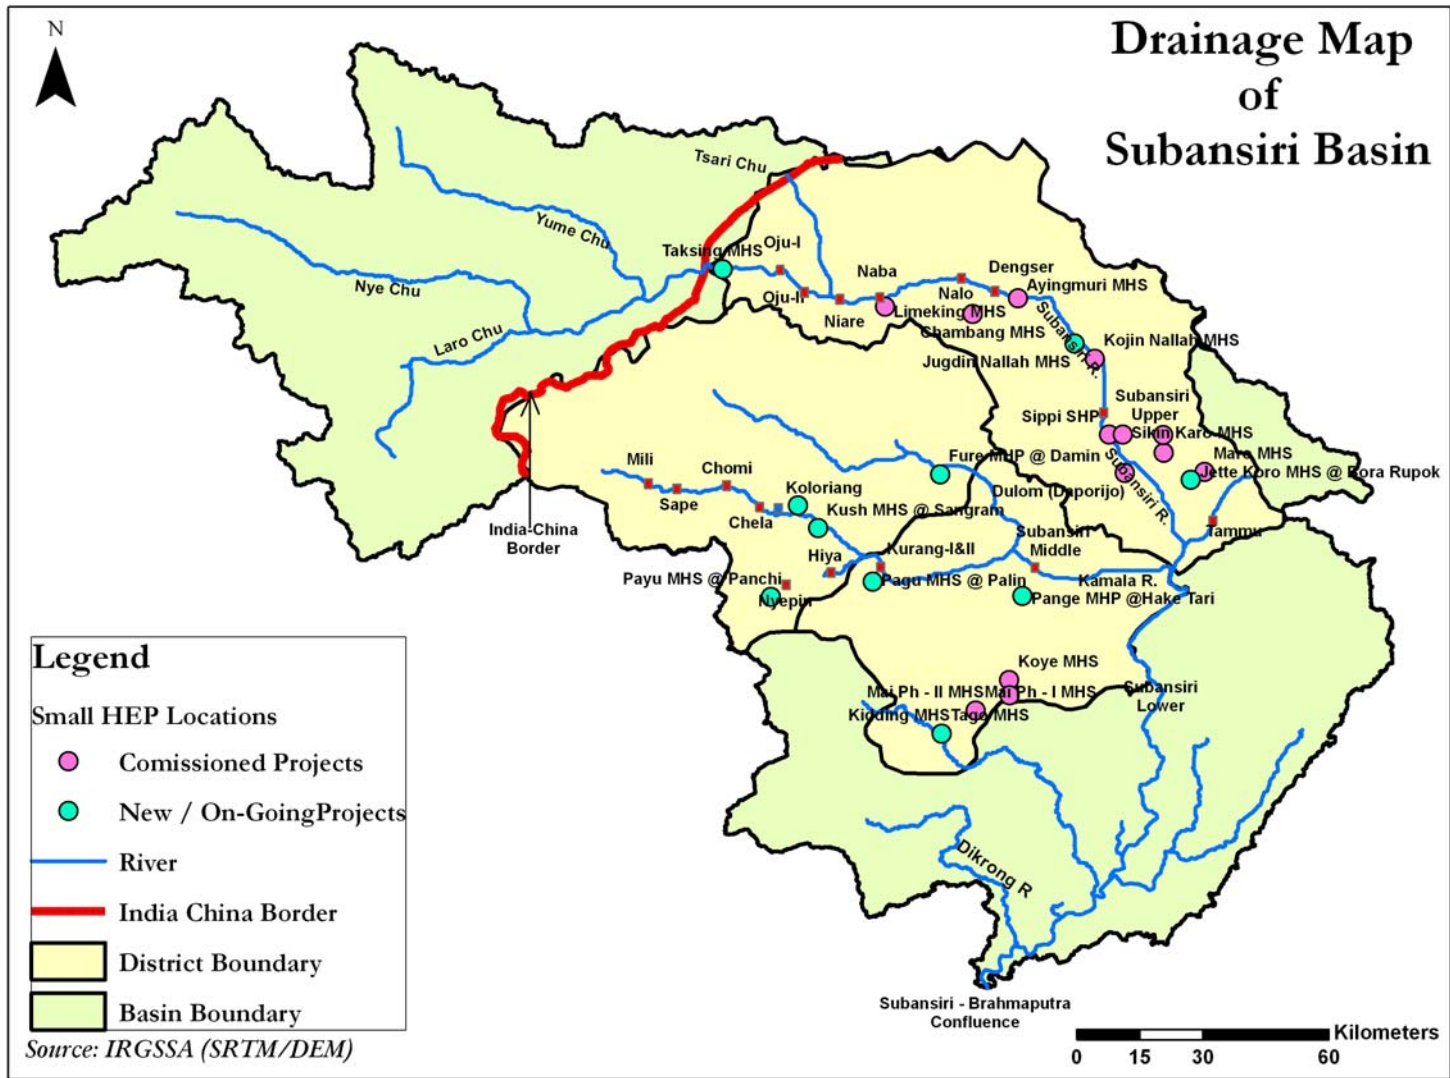 N
Drainage Map
of
Subansiri Basin
Tsari Chu
Yume Chu
Nye Chu
Laro Chu
Taksing MHS
Oju-I
Oju-II
Niare
Naba
Limeking MHS
Nalo
Dengser
Ayingmuri MHS
Chambang MHS
Subansiri R.
Kojin Nallah MHS
Jugdin Nallah MHS
Sippi SHP
Subansiri
Upper
Sikin Karo MHS
Maro MHS
Jette Koro MHS @ Bora Rupok
Subansiri R.
Fure MHP @ Damin
Dulom (Daporijo)
Mili
Sape
Chomi
Chela
Koloriang
Kush MHS @ Sangram
India-China
Border
Hiya
Kurang-I&II
Subansiri
Middle
Tammu
Kamala R.
Payu MHS @ Panchi
Nyepin
Pagu MHS @ Palin
Pange MHP @Hake Tari
Koye MHS
Mai Ph - II MHS
Mai Ph - I MHS
Kidding MHS
Tago MHS
Subansiri
Lower
Dikrong R
Subansiri - Brahmaputra
Confluence
Legend
Small HEP Locations
Comissioned Projects
New / On-GoingProjects
River
India China Border
District Boundary
Basin Boundary
Source: IRGSSA (SRTM/DEM)
Kilometers
0 15 30 60